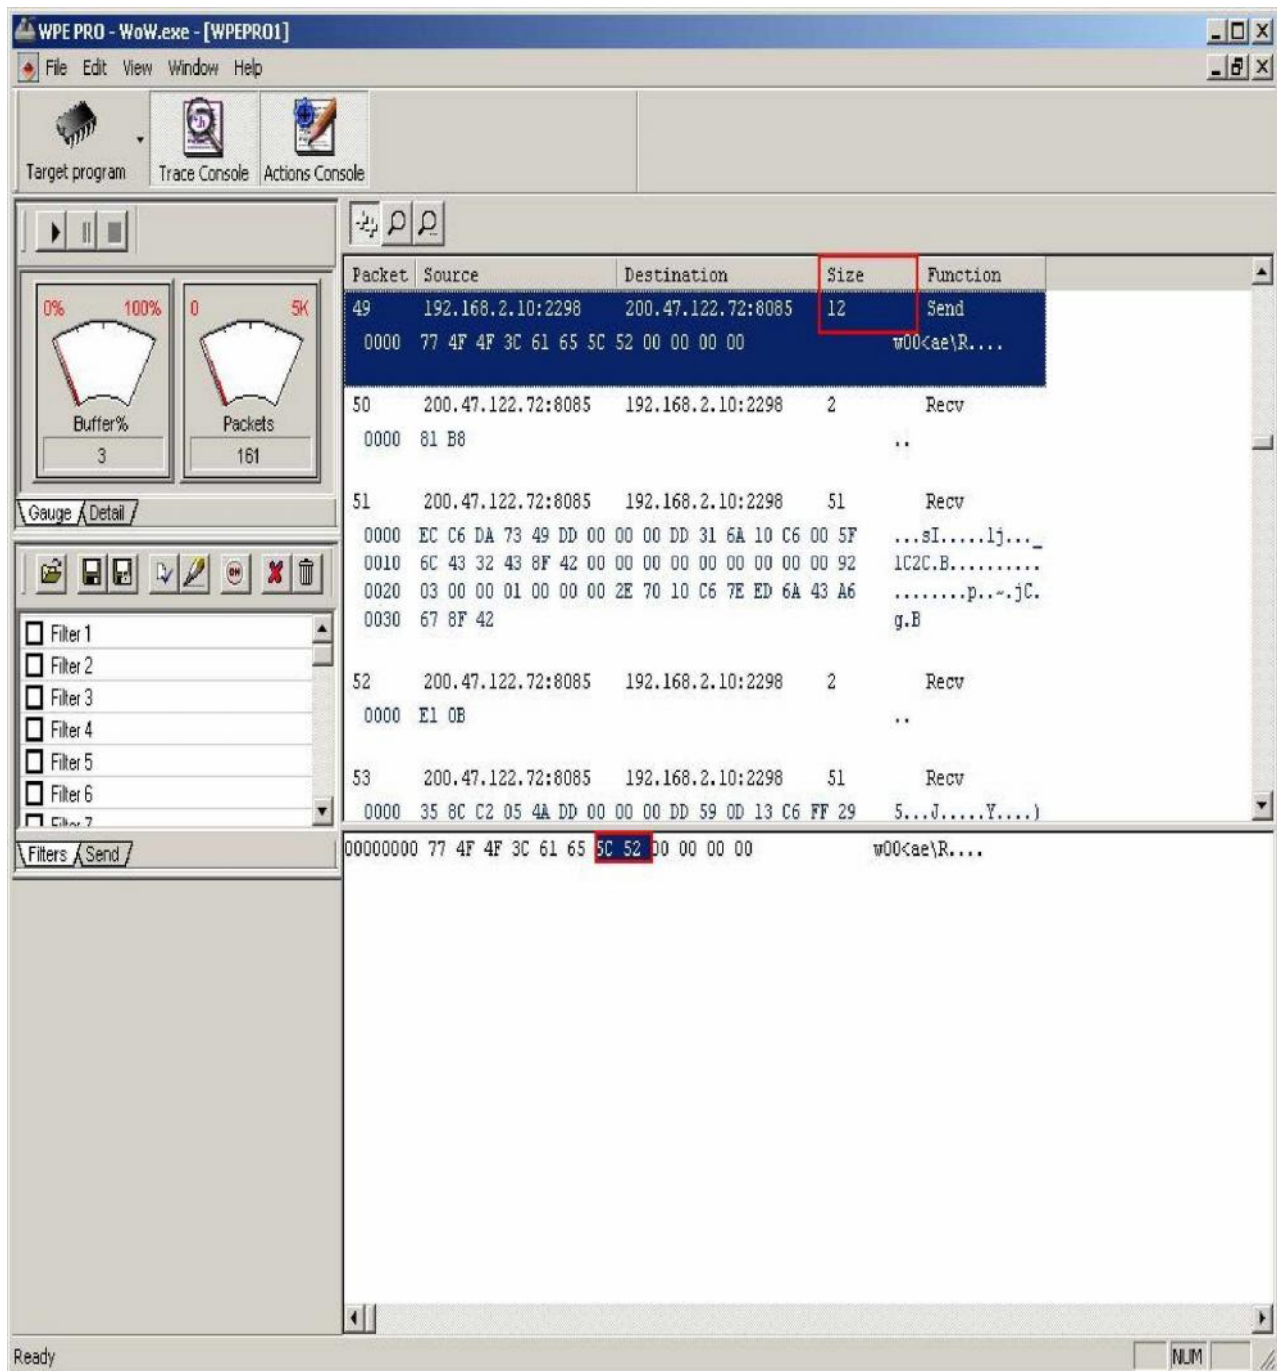 WPE PRO - WoW.exe - [WPEPRO1]
File Edit View Window Help
Target program Trace Console Actions Console
Packet Source Destination Size Function
49 192.168.2.10:2298 200.47.122.72:8085 12 Send
0000 77 4F 4F 3C 61 65 5C 52 00 00 00 00 wOO<ae\R....
50 200.47.122.72:8085 192.168.2.10:2298 2 Recv
0000 81 B8 ..
51 200.47.122.72:8085 192.168.2.10:2298 51 Recv
0000 EC C6 DA 73 49 DD 00 00 00 DD 31 6A 10 C6 00 5F ...sI.....1j..._
0010 6C 43 32 43 8F 42 00 00 00 00 00 00 00 00 00 92 lC2C.B..........
0020 03 00 00 01 00 00 00 2E 70 10 C6 7E ED 6A 43 A6 ........p..~.jC.
0030 67 8F 42 g.B
52 200.47.122.72:8085 192.168.2.10:2298 2 Recv
0000 E1 0B ..
53 200.47.122.72:8085 192.168.2.10:2298 51 Recv
0000 35 8C C2 05 4A DD 00 00 00 DD 59 0D 13 C6 FF 29 5...J.....Y....)
0% 100% 0 5K
Buffer% Packets
3 161
Gauge Detail
ON
Filter 1
Filter 2
Filter 3
Filter 4
Filter 5
Filter 6
Filter 7
Filters Send
00000000 77 4F 4F 3C 61 65 5C 52 00 00 00 00 wOO<ae\R....
Ready NUM